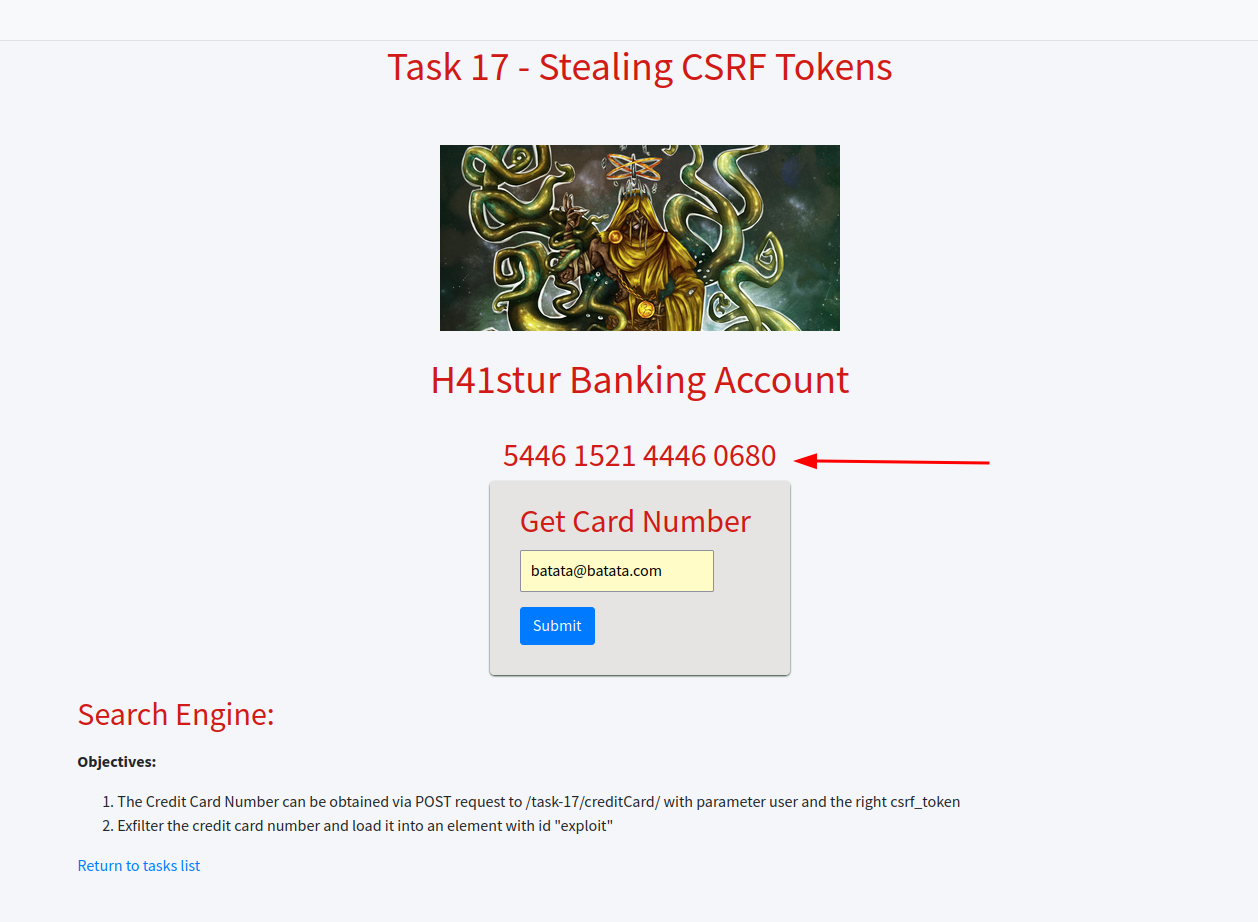 Task 17 - Stealing CSRF Tokens
H41stur Banking Account
5446 1521 4446 0680
Get Card Number
batata@batata.com
Submit
Search Engine:
Objectives:
1. The Credit Card Number can be obtained via POST request to /task-17/creditCard/ with parameter user and the right csrf_token
2. Exfilter the credit card number and load it into an element with id "exploit"
Return to tasks list